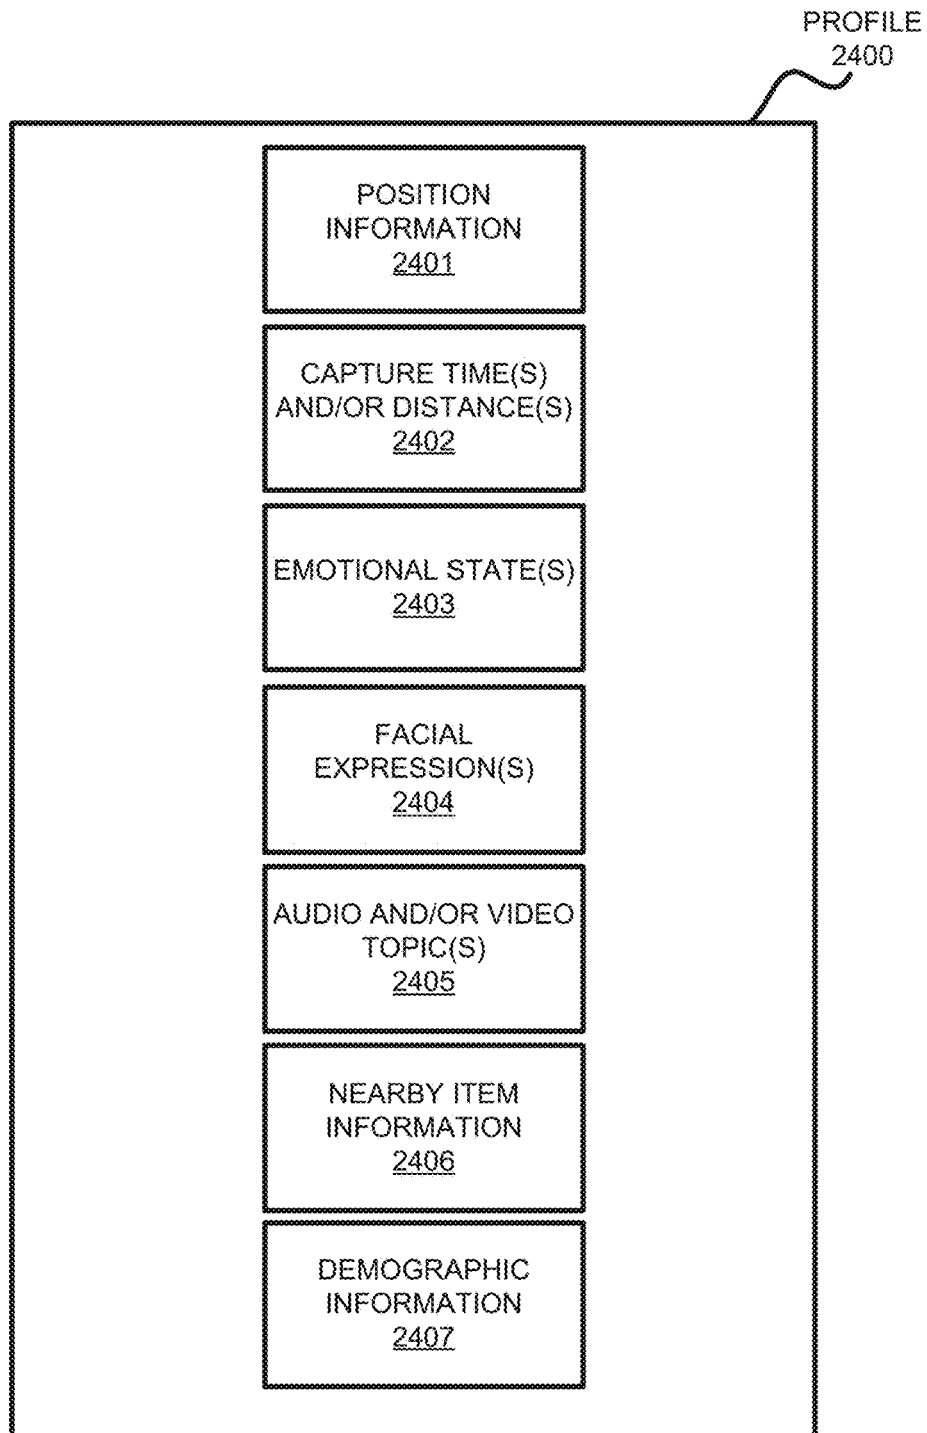 PROFILE
2400
POSITION
INFORMATION
2401
CAPTURE TIME(S)
AND/OR DISTANCE(S)
2402
EMOTIONAL STATE(S)
2403
FACIAL
EXPRESSION(S)
2404
AUDIO AND/OR VIDEO
TOPIC(S)
2405
NEARBY ITEM
INFORMATION
2406
DEMOGRAPHIC
INFORMATION
2407